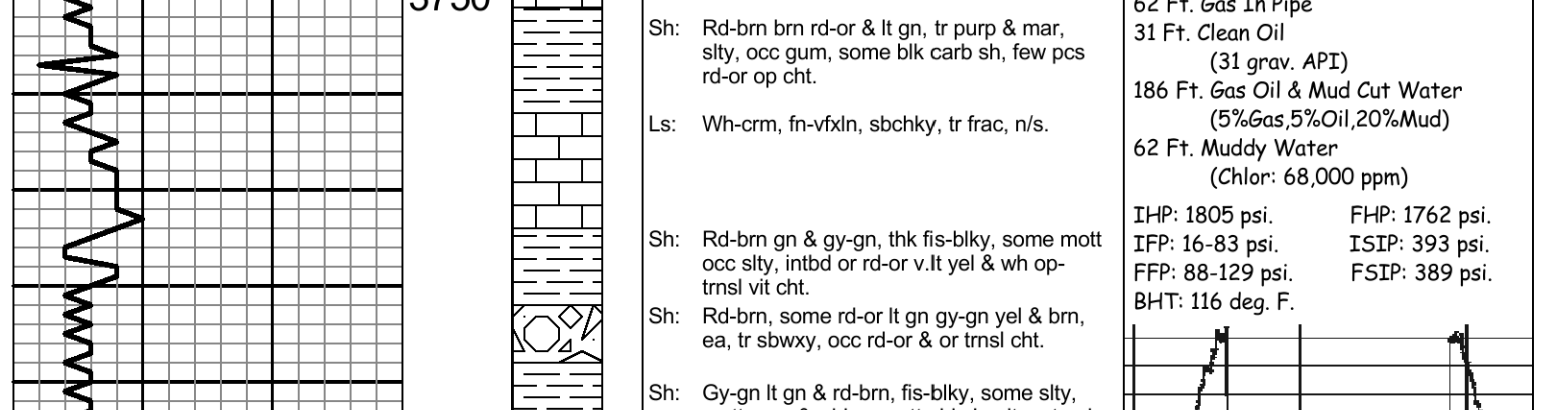 3750
Sh: Rd-brn brn rd-or & lt gn, tr purp & mar,
slty, occ gum, some blk carb sh, few pcs
rd-or op cht.
Ls: Wh-crm, fn-vfxln, sbchky, tr frac, n/s.
Sh: Rd-brn gn & gy-gn, thk fis-blky, some mott
occ slty, intbd or rd-or v.lt yel & wh op-
trnsl vit cht.
Sh: Rd-brn, some rd-or lt gn gy-gn yel & brn,
ea, tr sbwxy, occ rd-or & or trnsl cht.
Sh: Gy-gn lt gn & rd-brn, fis-blky, some slty,
62 Ft. Gas In Pipe
31 Ft. Clean Oil
(31 grav. API)
186 Ft. Gas Oil & Mud Cut Water
(5%Gas,5%Oil,20%Mud)
62 Ft. Muddy Water
(Chlor: 68,000 ppm)
IHP: 1805 psi. FHP: 1762 psi.
IFP: 16-83 psi. ISIP: 393 psi.
FFP: 88-129 psi. FSIP: 389 psi.
BHT: 116 deg. F.